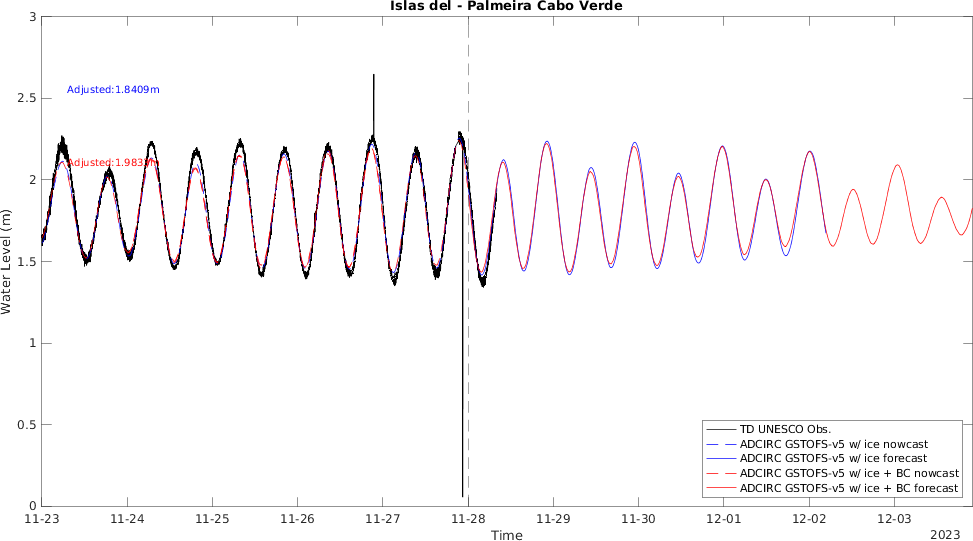 Islas del - Palmeira Cabo Verde
3
2.5
2
1.5
1
0.5
0
Water Level (m)
Adjusted:1.8409m
TD UNESCO Obs.
ADCIRC GSTOFS-v5 w/ ice nowcast
ADCIRC GSTOFS-v5 w/ ice forecast
ADCIRC GSTOFS-v5 w/ ice + BC nowcast
ADCIRC GSTOFS-v5 w/ ice + BC forecast
11-23 11-24 11-25 11-26 11-27 11-28 11-29 11-30 12-01 12-02 12-03
Time
2023